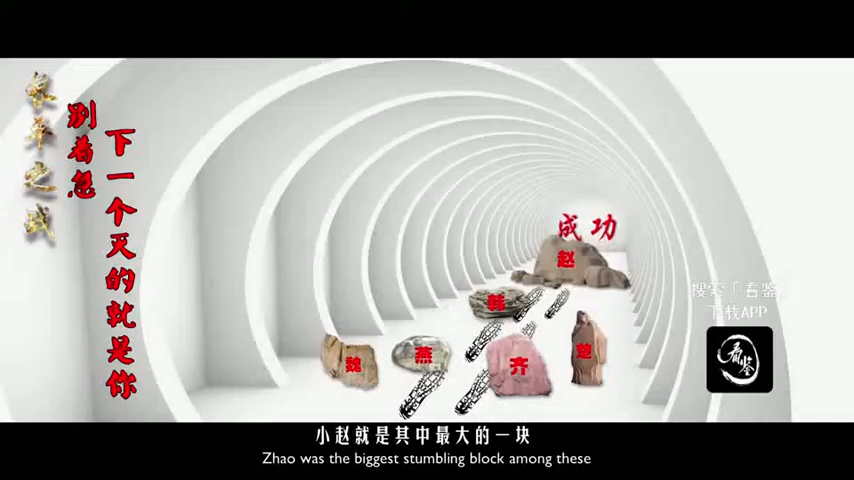 长平之战
别着急
下一个灭的就是你
成功
赵
韩
魏
燕
齐
楚
搜索「看鉴」
下载APP
看鉴
小赵就是其中最大的一块
Zhao was the biggest stumbling block among these